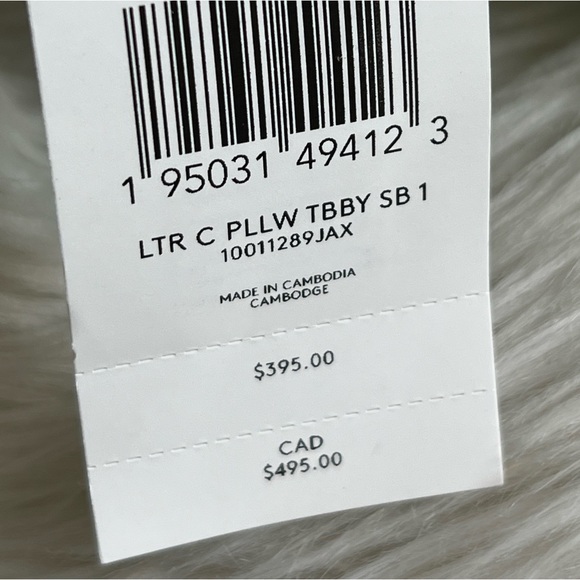 1 95031 49412 3
LTR C PLLW TBBY SB 1
10011289JAX
MADE IN CAMBODIA
CAMBODGE
$395.00
CAD
$495.00